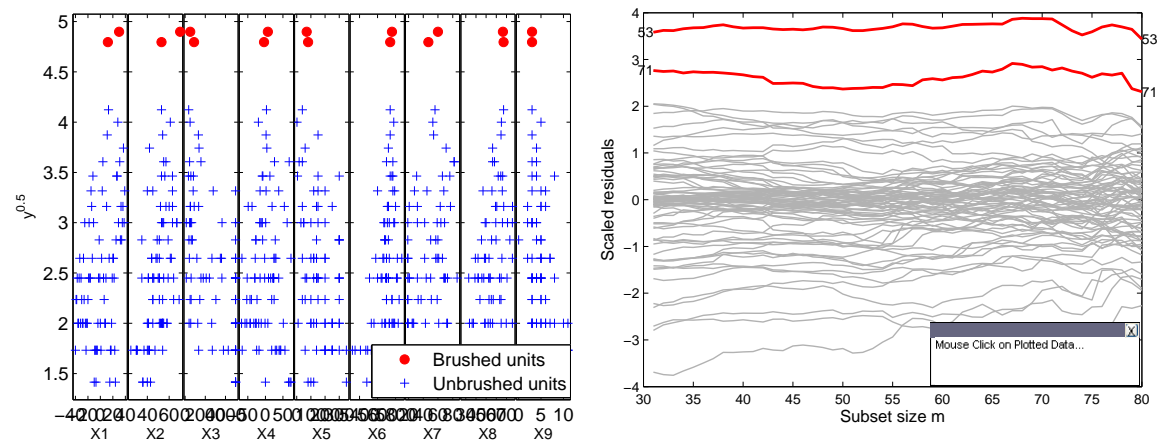 5
4.5
4
3.5
3
2.5
2
1.5
y^0.5
X1 X2 X3 X4 X5 X6 X7 X8 X9
Brushed units
Unbrushed units
4
3
2
1
0
−1
−2
−3
−4
Scaled residuals
53
53
71
71
X
Mouse Click on Plotted Data...
30 35 40 45 50 55 60 65 70 75 80
Subset size m